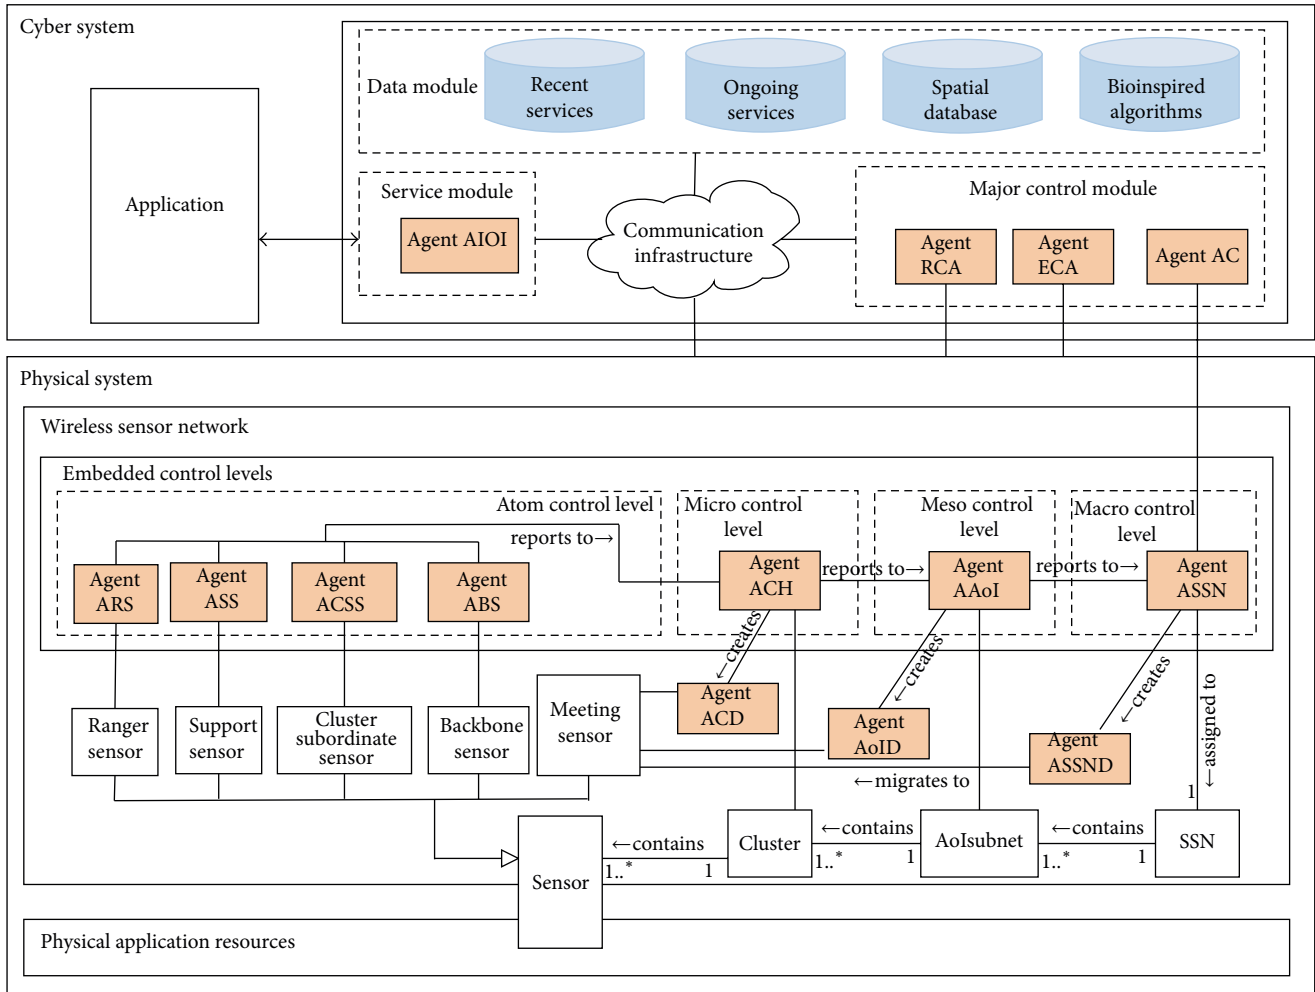 Cyber system
Data module
Recent
services
Ongoing
services
Spatial
database
Bioinspired
algorithms
Application
Service module
Agent AIOI
Communication
infrastructure
Major control module
Agent
RCA
Agent
ECA
Agent AC
Physical system
Wireless sensor network
Embedded control levels
Atom control level
reports to→
Agent
ARS
Agent
ASS
Agent
ACSS
Agent
ABS
Micro control
level
Agent
ACH
reports to→
Meso control
level
Agent
AAoI
reports to→
Macro control
level
Agent
ASSN
←creates
←creates
←creates
←assigned to
1
Ranger
sensor
Support
sensor
Cluster
subordinate
sensor
Backbone
sensor
Meeting
sensor
Agent
ACD
Agent
AoID
Agent
ASSND
←migrates to
Sensor
←contains
1..*
1
Cluster
←contains
1..*
1
AoIsubnet
←contains
1..*
1
SSN
Physical application resources